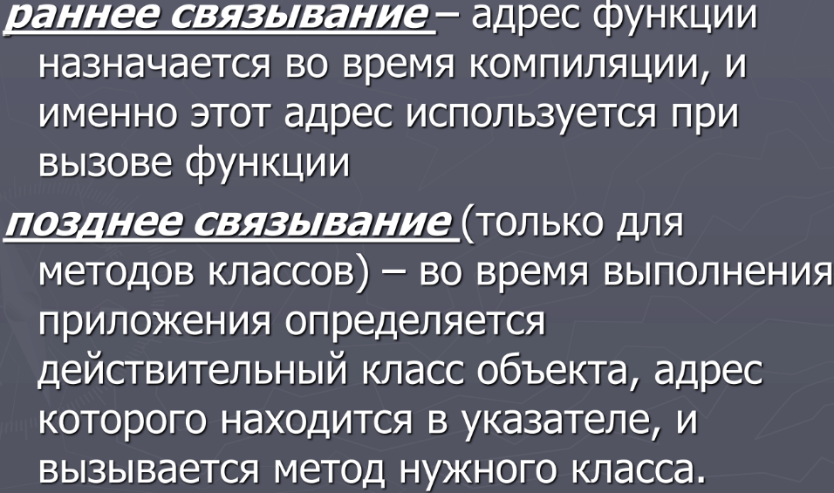 раннее связывание – адрес функции
назначается во время компиляции, и
именно этот адрес используется при
вызове функции
позднее связывание (только для
методов классов) – во время выполнения
приложения определяется
действительный класс объекта, адрес
которого находится в указателе, и
вызывается метод нужного класса.